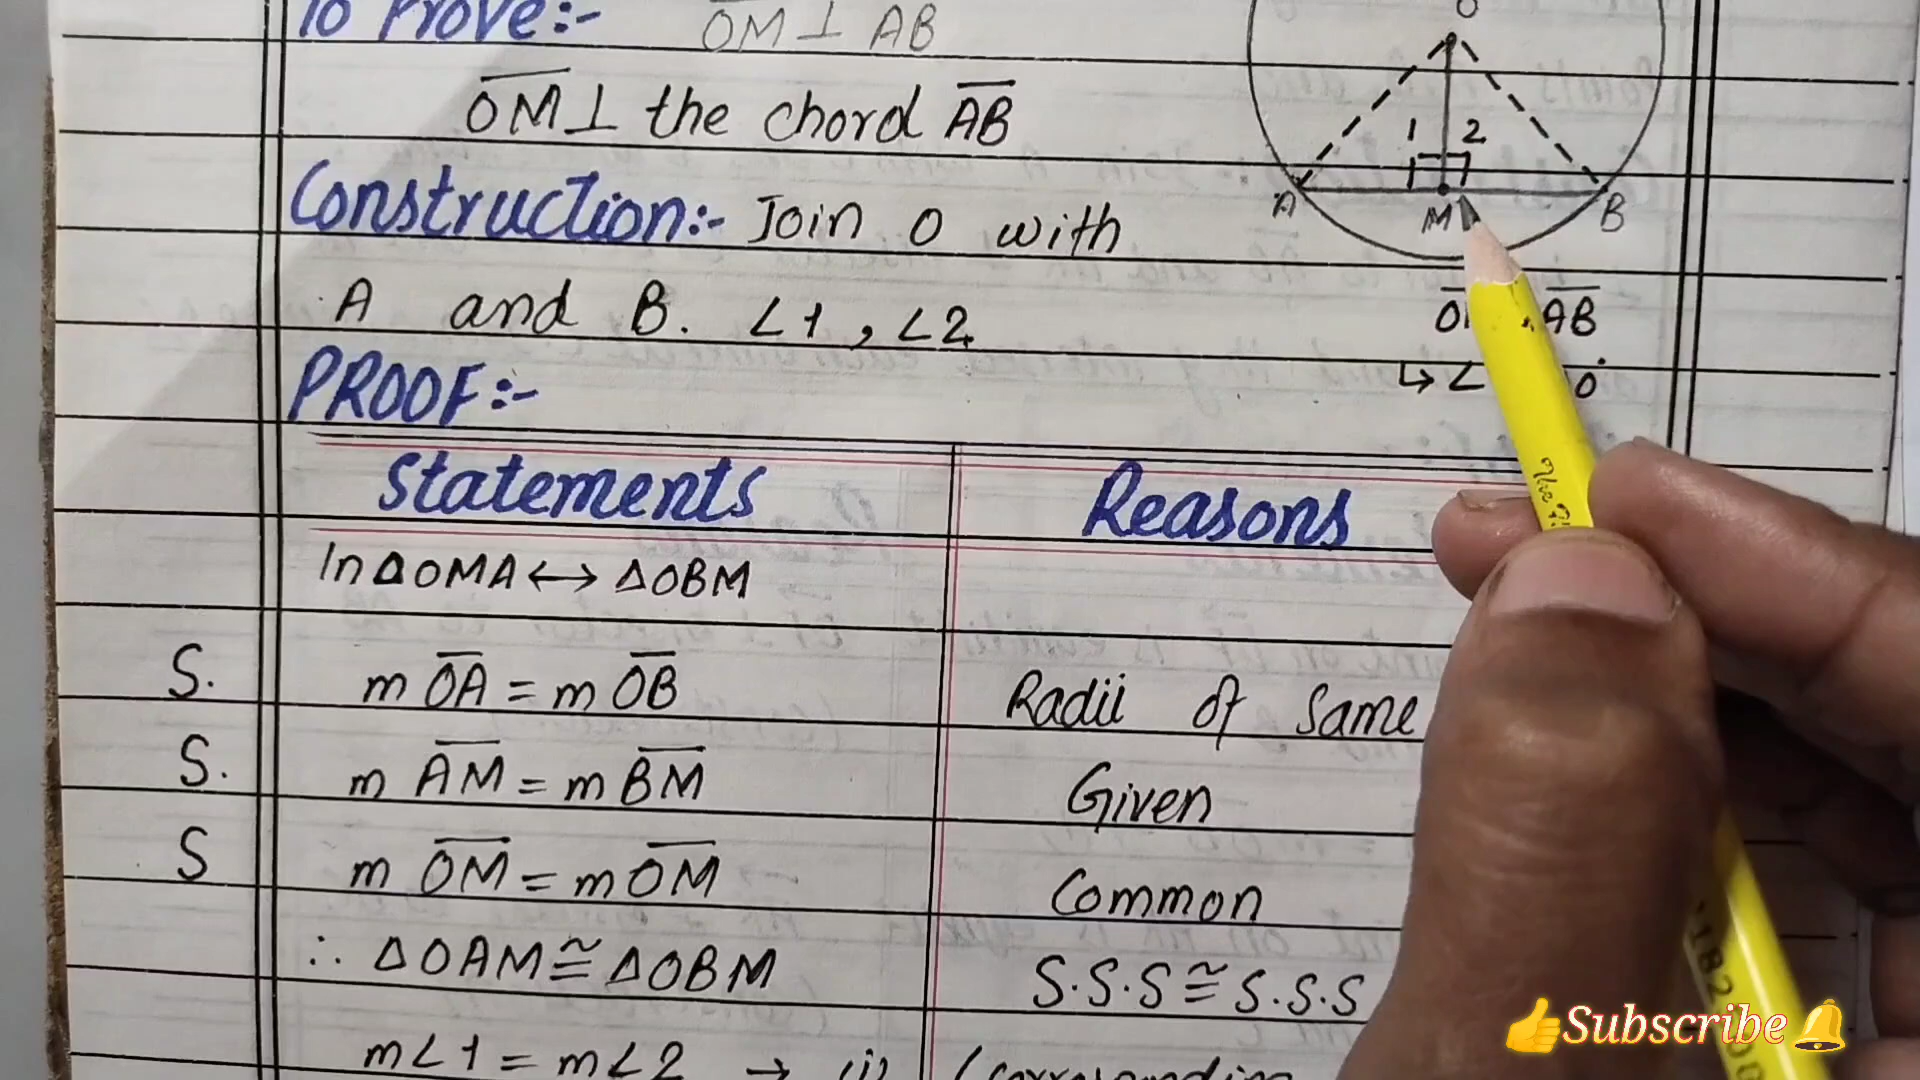 To Prove:- OM ⊥ AB
O
OM ⊥ the chord AB
1 2
Construction:- Join O with
A M B
A and B. ∠1, ∠2
AB
PROOF:-
Statements Reasons
In ΔOMA ↔ ΔOBM
S. m OA = m OB Radii of Same
S. m AM = m BM Given
S m OM = m OM Common
∴ ΔOAM ≅ ΔOBM S.S.S ≅ S.S.S
m∠1 = m∠2 → (i) (corresponding
👍Subscribe🔔